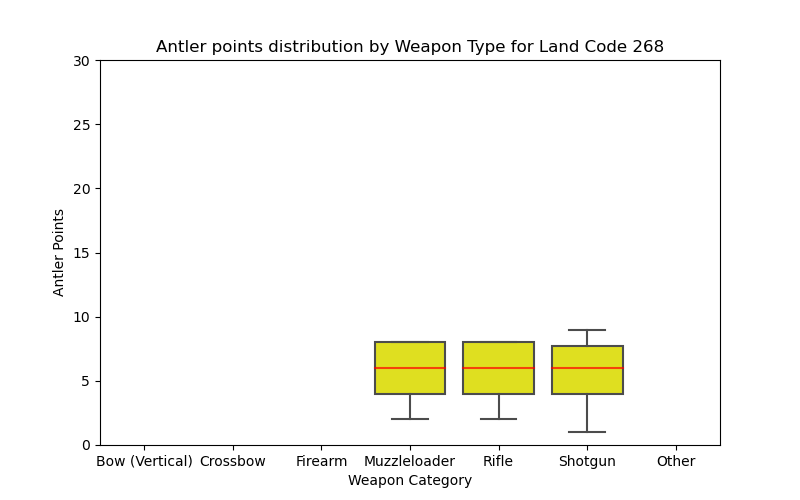 Antler points distribution by Weapon Type for Land Code 268
30
25
20
15
10
5
0
Antler Points
Bow (Vertical) Crossbow Firearm Muzzleloader Rifle Shotgun Other
Weapon Category